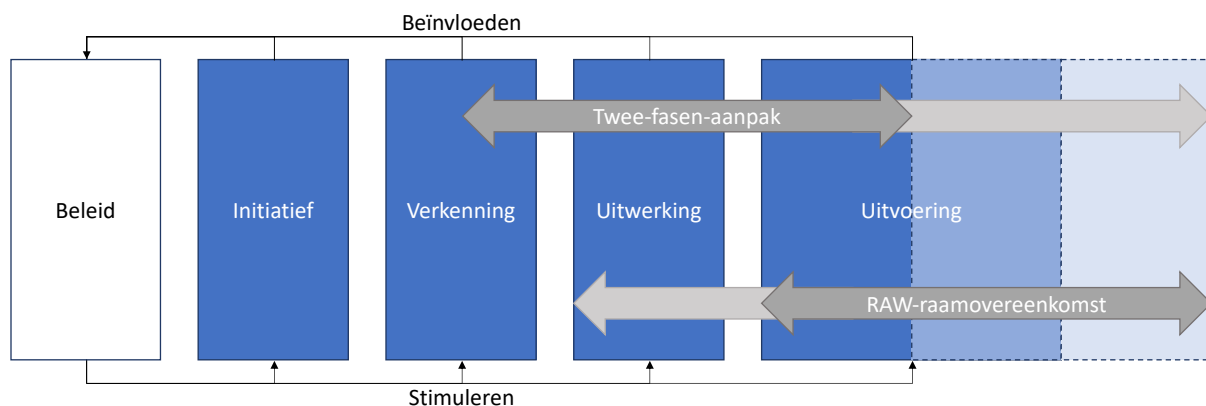 Beïnvloeden
Twee-fasen-aanpak
Beleid
Initiatief
Verkenning
Uitwerking
Uitvoering
RAW-raamovereenkomst
Stimuleren